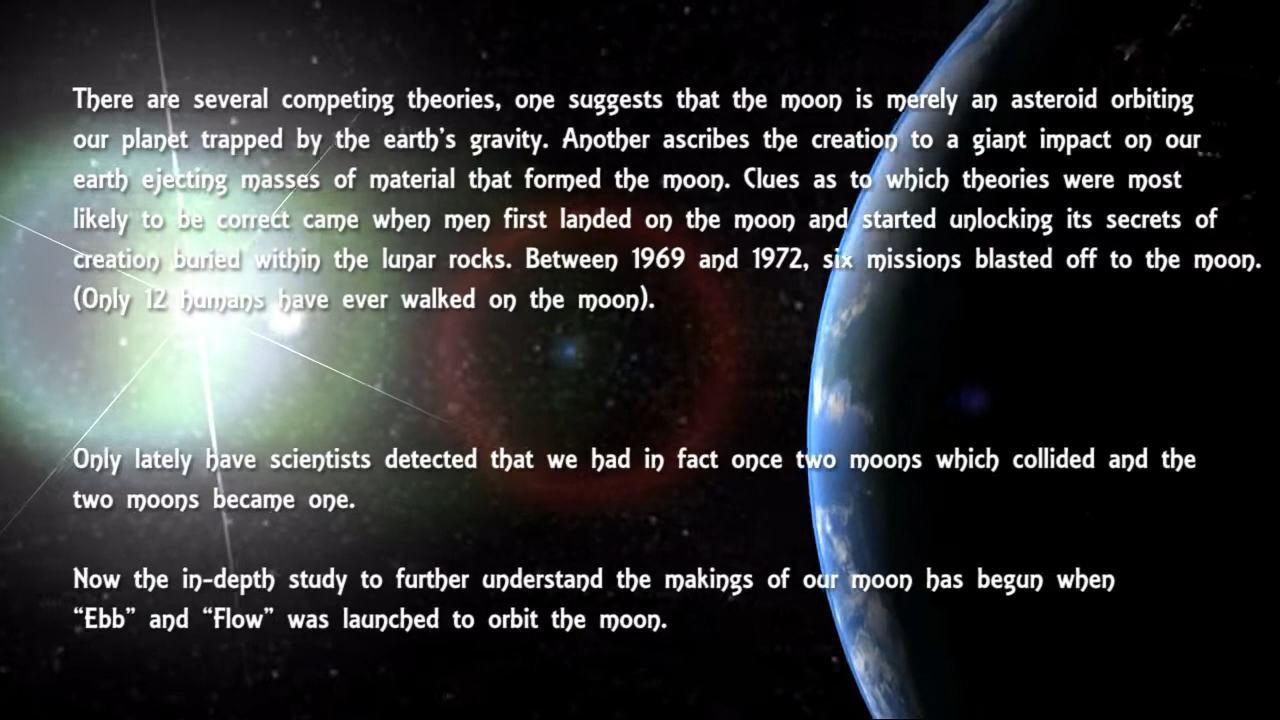 There are several competing theories, one suggests that the moon is merely an asteroid orbiting
our planet trapped by the earth's gravity. Another ascribes the creation to a giant impact on our
earth ejecting masses of material that formed the moon. Clues as to which theories were most
likely to be correct came when men first landed on the moon and started unlocking its secrets of
creation buried within the lunar rocks. Between 1969 and 1972, six missions blasted off to the moon.
(Only 12 humans have ever walked on the moon).
Only lately have scientists detected that we had in fact once two moons which collided and the
two moons became one.
Now the in-depth study to further understand the makings of our moon has begun when
“Ebb” and “Flow” was launched to orbit the moon.